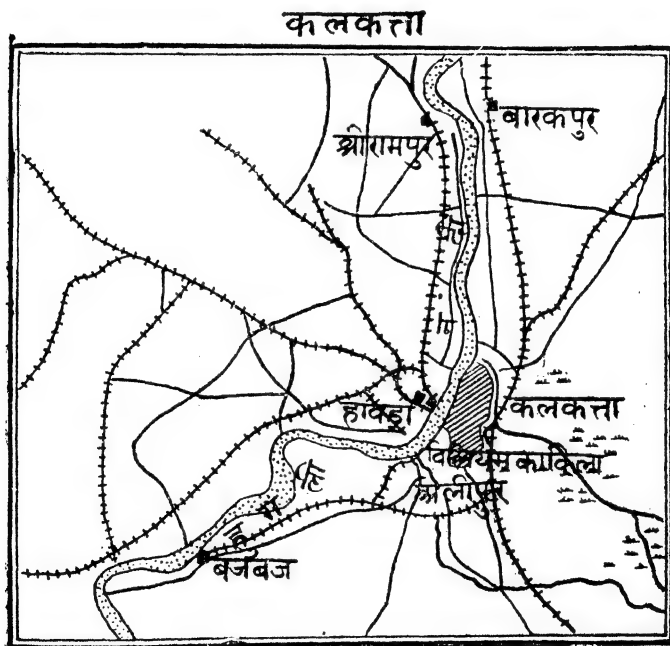 कलकत्ता
बारकपुर
श्रीरामपुर
हावड़ा
कलकत्ता
विलियम का क़िला
अलीपुर
बजबज